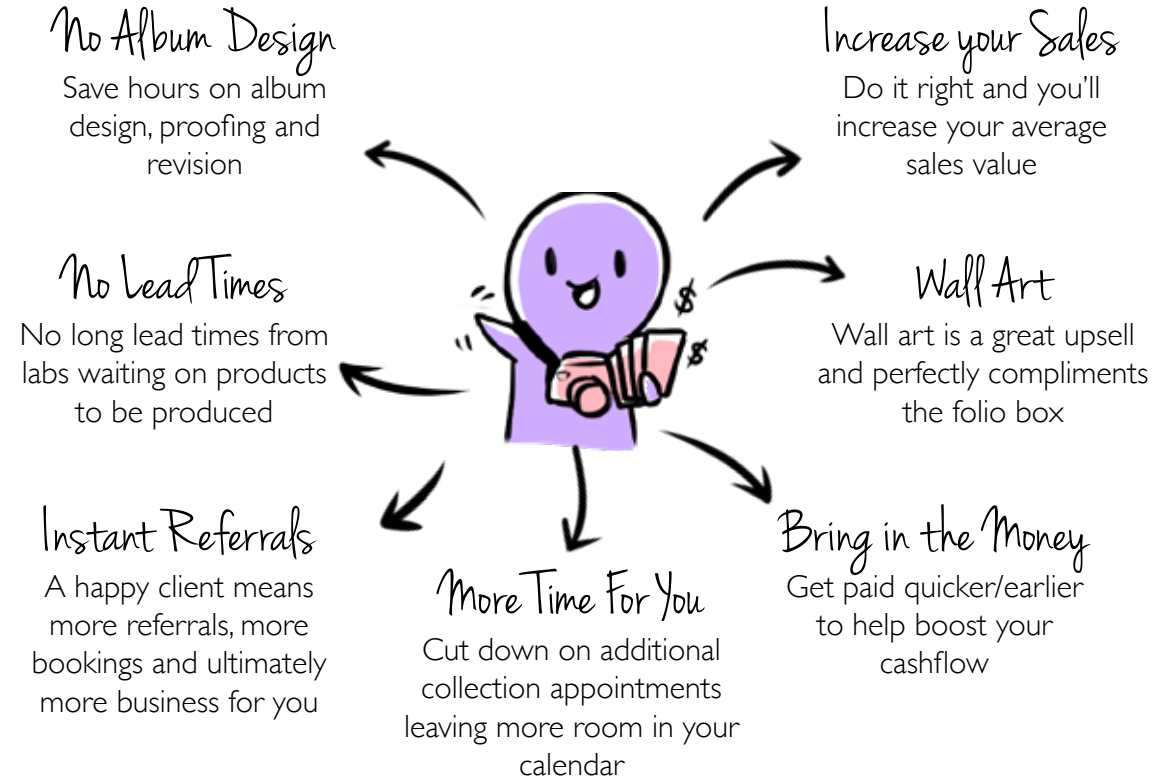 No Album Design
Save hours on album
design, proofing and
revision
Increase your Sales
Do it right and you'll
increase your average
sales value
No Lead Times
No long lead times from
labs waiting on products
to be produced
$
$
Wall Art
Wall art is a great upsell
and perfectly compliments
the folio box
Instant Referrals
A happy client means
more referrals, more
bookings and ultimately
more business for you
More Time For You
Cut down on additional
collection appointments
leaving more room in your
calendar
Bring in the Money
Get paid quicker/earlier
to help boost your
cashflow